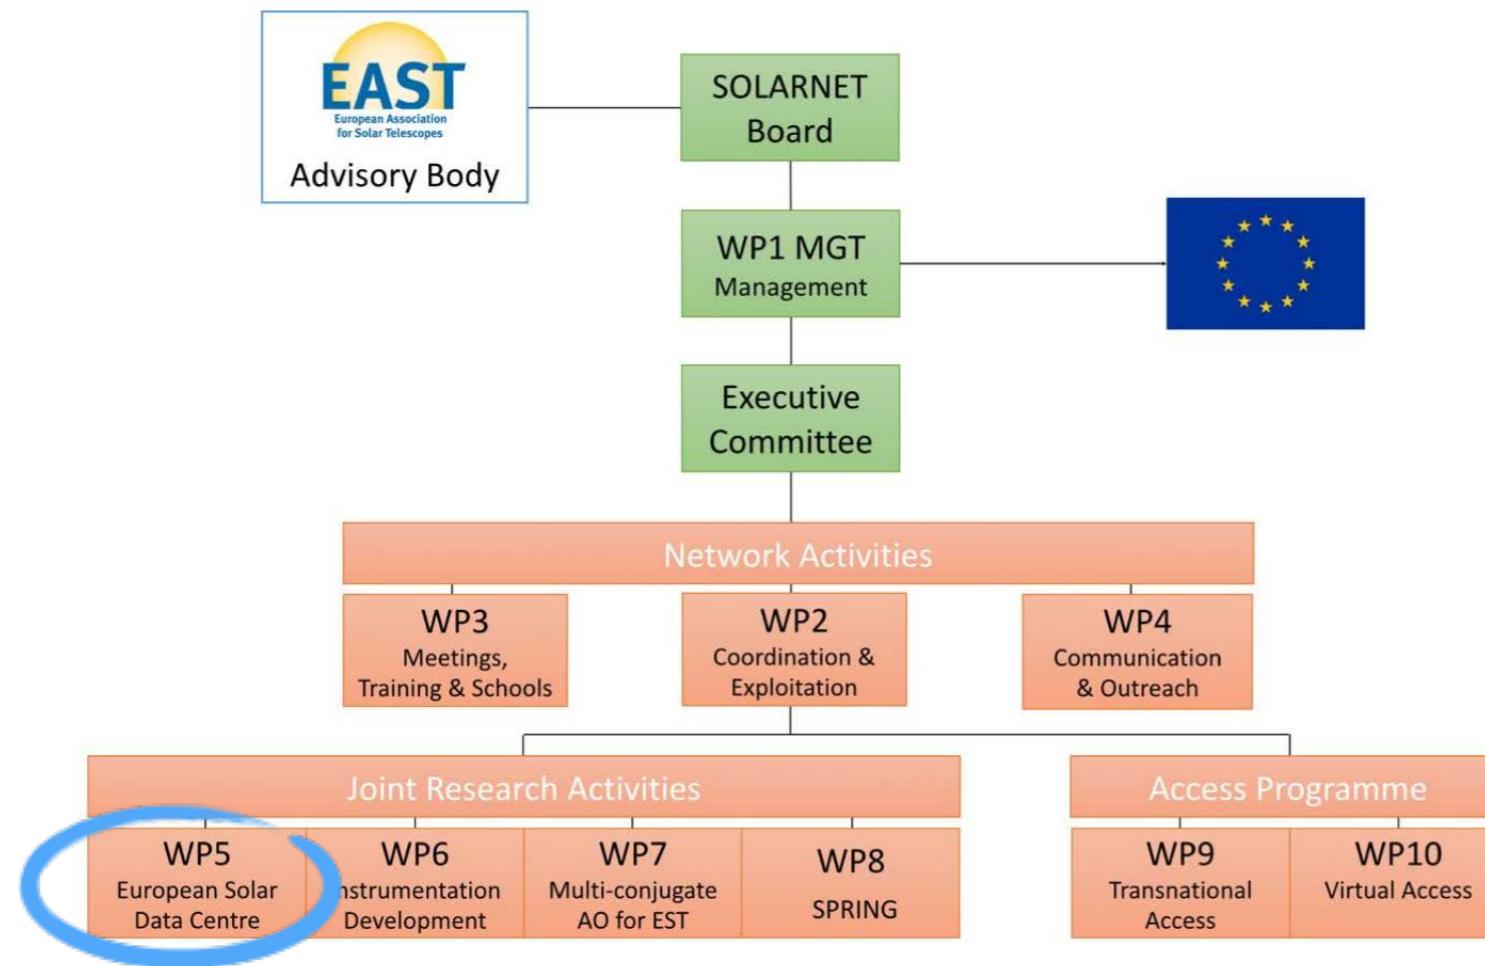 EAST
European Association
for Solar Telescopes
Advisory Body
SOLARNET
Board
WP1 MGT
Management
Executive
Committee
Network Activities
WP3
Meetings,
Training & Schools
WP2
Coordination &
Exploitation
WP4
Communication
& Outreach
Joint Research Activities
WP5
European Solar
Data Centre
WP6
nstrumentation
Development
WP7
Multi-conjugate
AO for EST
WP8
SPRING
Access Programme
WP9
Transnational
Access
WP10
Virtual Access